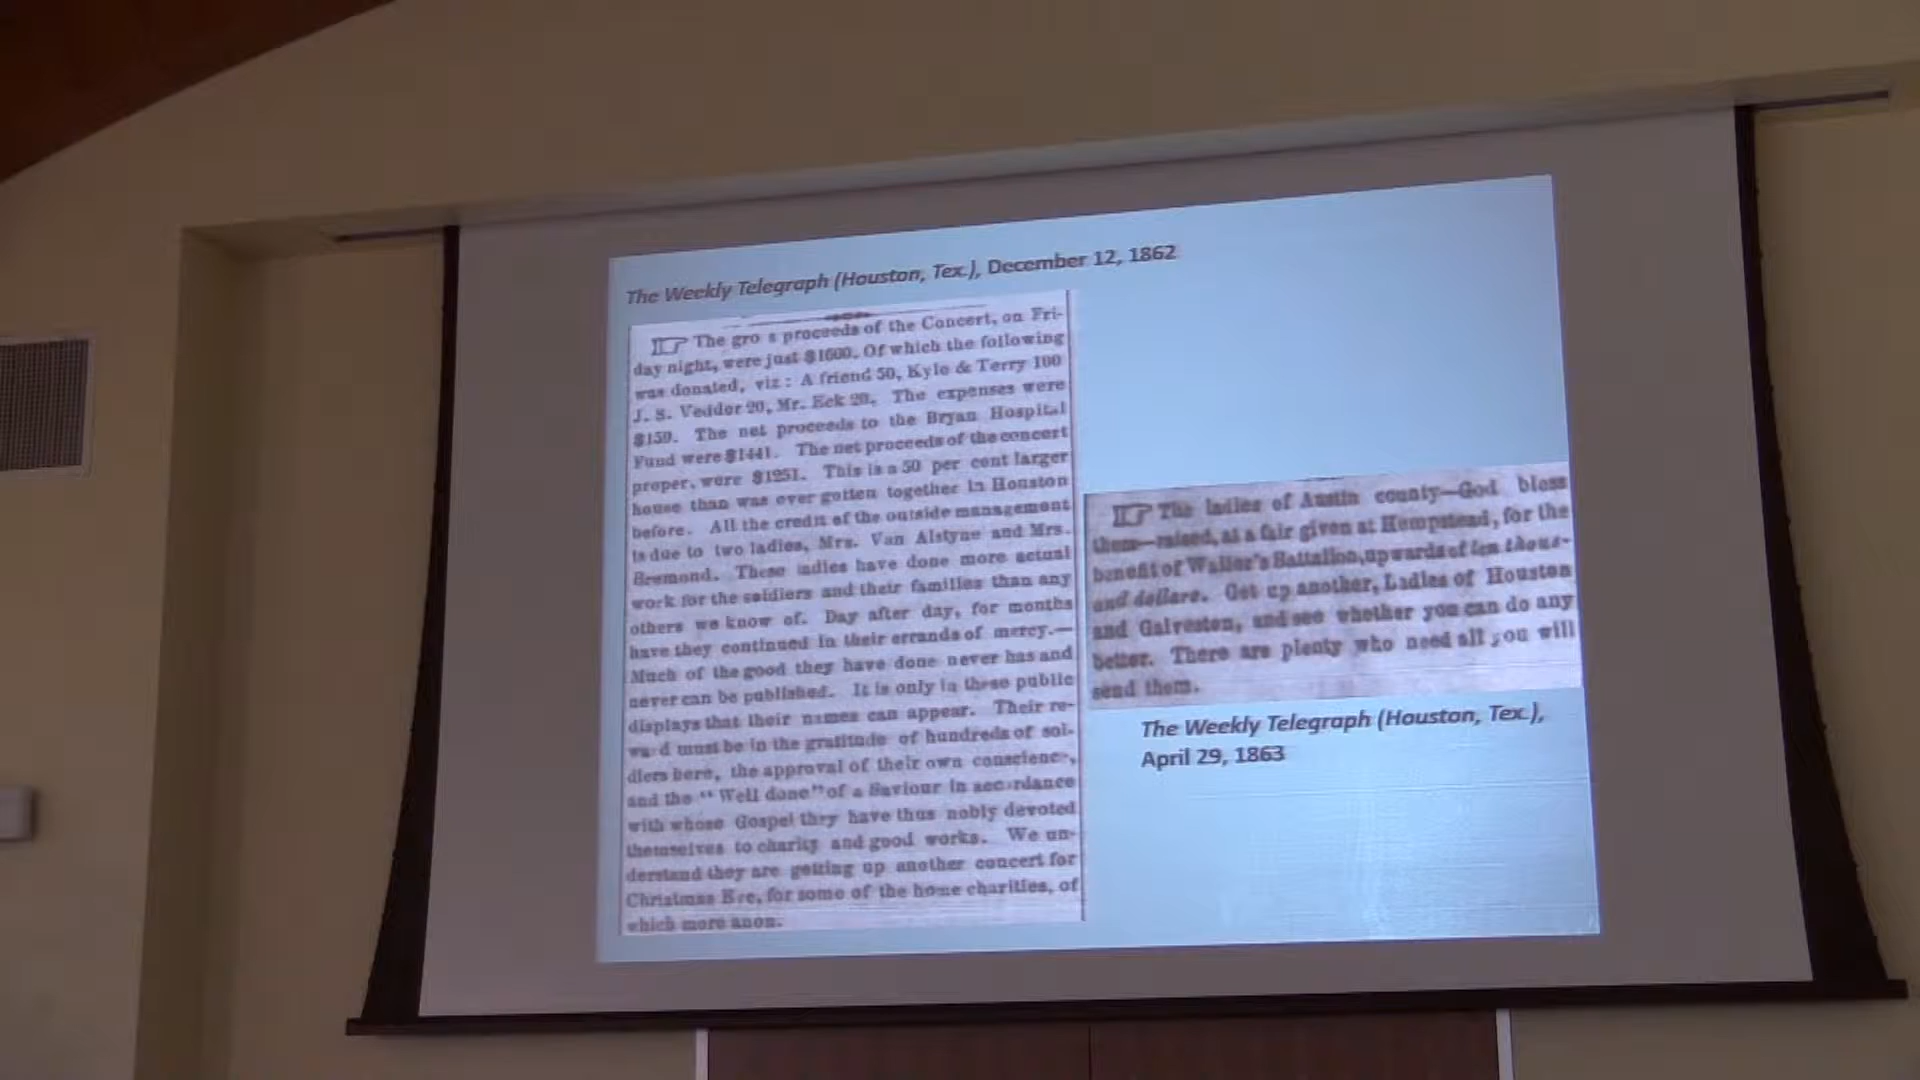 The Weekly Telegraph (Houston, Tex.), December 12, 1862
The gro s proceeds of the Concert, on Fri-
day night, were just $1600. Of which the following
was donated, viz: A friend 50, Kyle & Terry 100
J. S. Vedder 20, Mr. Eck 20. The expenses were
$159. The net proceeds to the Bryan Hospital
Fund were $1441. The net proceeds of the concert
proper, were $1251. This is a 50 per cent larger
house than was ever gotten together in Houston
before. All the credit of the outside management
is due to two ladies, Mrs. Van Alstyne and Mrs.
Bremond. These ladies have done more actual
work for the soldiers and their families than any
others we know of. Day after day, for months
have they continued in their errands of mercy.—
Much of the good they have done never has and
never can be published. It is only in these public
displays that their names can appear. Their re-
ward must be in the gratitude of hundreds of sol-
diers here, the approval of their own conscience,
and the "Well done" of a Saviour in accordance
with whose Gospel they have thus nobly devoted
themselves to charity and good works. We un-
derstand they are getting up another concert for
Christmas Eve, for some of the home charities, of
which more anon.
The ladies of Austin county—God bless
them—raised, at a fair given at Hempstead, for the
benefit of Waller's Battalion, upwards of ten thous-
and dollars. Get up another, Ladies of Houston
and Galveston, and see whether you can do any
better. There are plenty who need all you will
send them.
The Weekly Telegraph (Houston, Tex.),
April 29, 1863